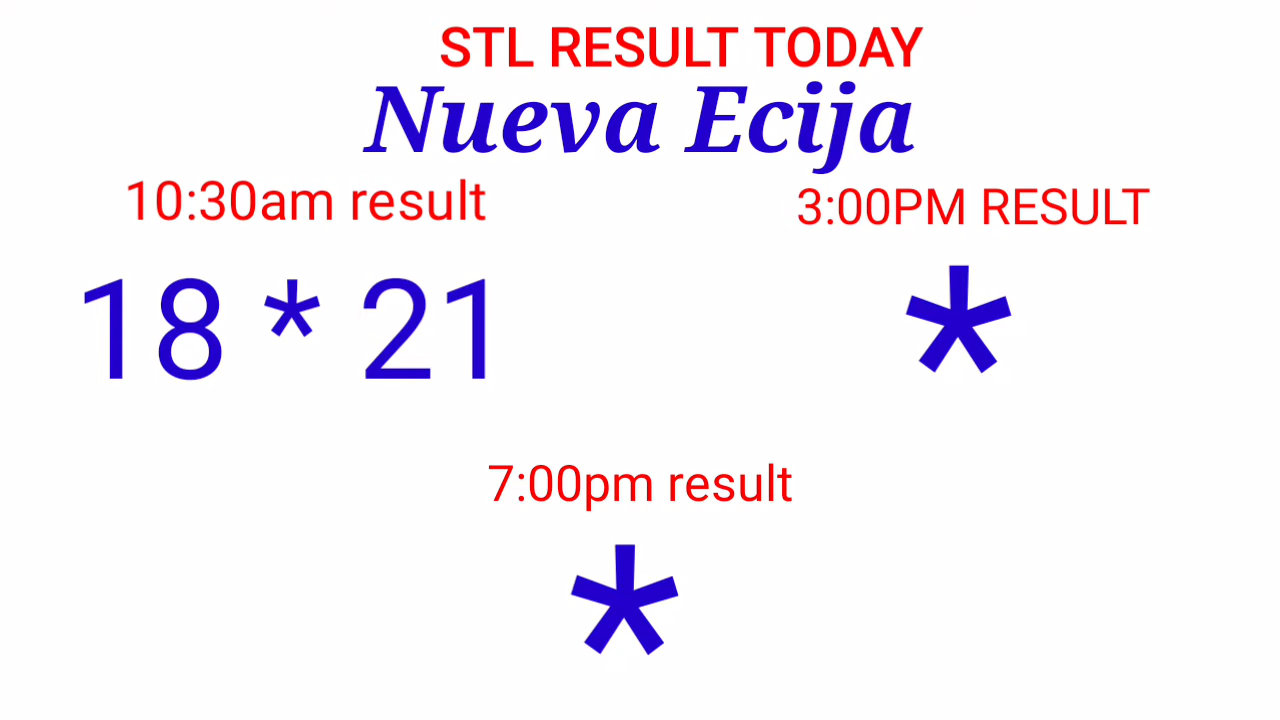 STL RESULT TODAY
Nueva Ecija
10:30am result
18 * 21
3:00PM RESULT
*
7:00pm result
*